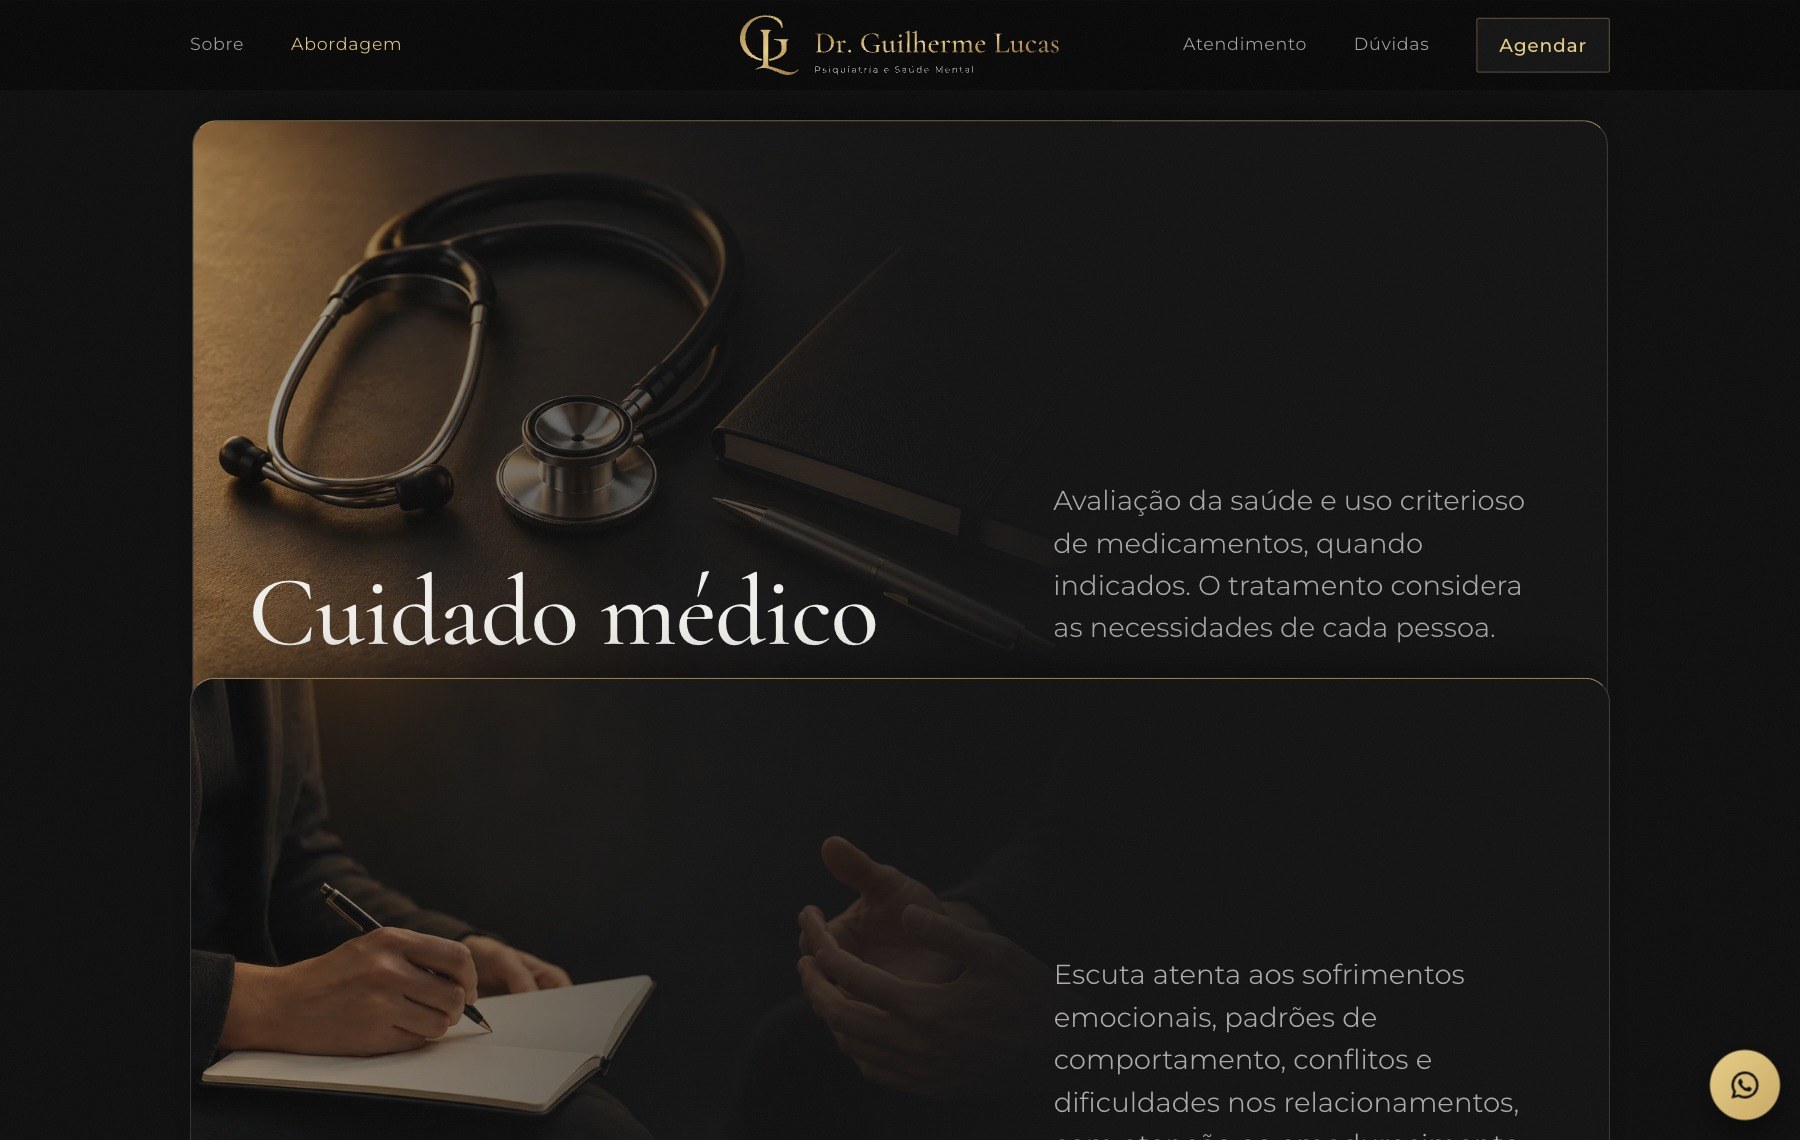 Sobre
Abordagem
GL
Dr. Guilherme Lucas
Psiquiatria e Saúde Mental
Atendimento
Dúvidas
Agendar
Cuidado médico
Avaliação da saúde e uso criterioso
de medicamentos, quando
indicados. O tratamento considera
as necessidades de cada pessoa.
Escuta atenta aos sofrimentos
emocionais, padrões de
comportamento, conflitos e
dificuldades nos relacionamentos,